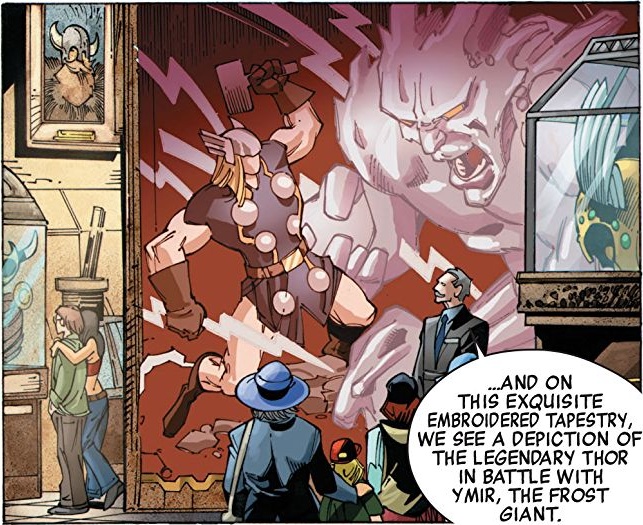 ...AND ON
THIS EXQUISITE
EMBROIDERED TAPESTRY,
WE SEE A DEPICTION OF
THE LEGENDARY THOR
IN BATTLE WITH
YMIR, THE FROST
GIANT.